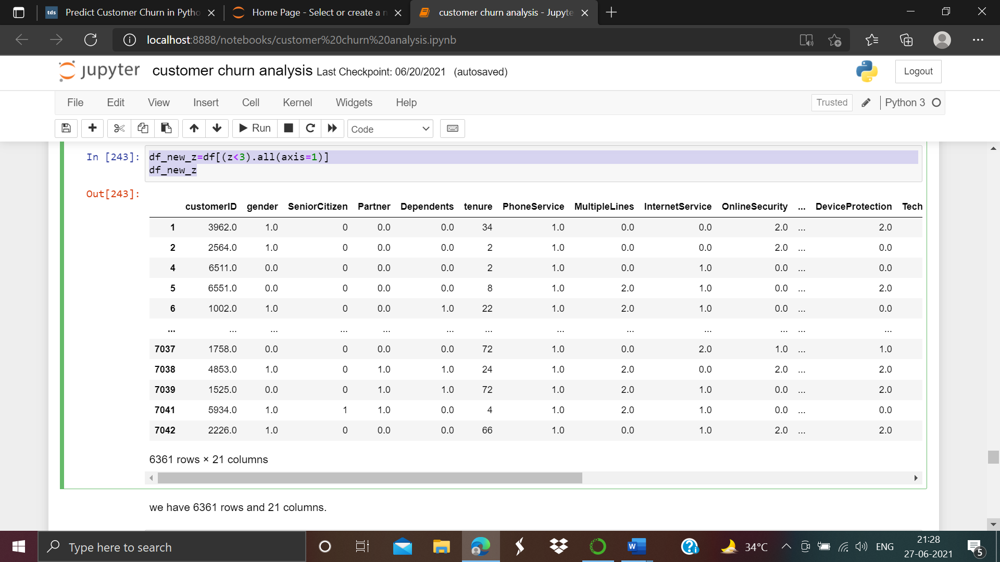 tds Predict Customer Churn in Pytho
Home Page - Select or create a n
customer churn analysis - Jupyte
localhost:8888/notebooks/customer%20churn%20analysis.ipynb
jupyter customer churn analysis Last Checkpoint: 06/20/2021 (autosaved)
Logout
File Edit View Insert Cell Kernel Widgets Help
Trusted Python 3
Run Code
In [243]: df_new_z=df[(z<3).all(axis=1)]
df_new_z
Out[243]:
customerID gender SeniorCitizen Partner Dependents tenure PhoneService MultipleLines InternetService OnlineSecurity ... DeviceProtection Tech
1 3962.0 1.0 0 0.0 0.0 34 1.0 0.0 0.0 2.0 ... 2.0
2 2564.0 1.0 0 0.0 0.0 2 1.0 0.0 0.0 2.0 ... 0.0
4 6511.0 0.0 0 0.0 0.0 2 1.0 0.0 1.0 0.0 ... 0.0
5 6551.0 0.0 0 0.0 0.0 8 1.0 2.0 1.0 0.0 ... 2.0
6 1002.0 1.0 0 0.0 1.0 22 1.0 2.0 1.0 0.0 ... 0.0
... ... ... ... ... ... ... ... ... ... ... ... ...
7037 1758.0 0.0 0 0.0 0.0 72 1.0 0.0 2.0 1.0 ... 1.0
7038 4853.0 1.0 0 1.0 1.0 24 1.0 2.0 0.0 2.0 ... 2.0
7039 1525.0 0.0 0 1.0 1.0 72 1.0 2.0 1.0 0.0 ... 2.0
7041 5934.0 1.0 1 1.0 0.0 4 1.0 2.0 1.0 0.0 ... 0.0
7042 2226.0 1.0 0 0.0 0.0 66 1.0 0.0 1.0 2.0 ... 2.0
6361 rows × 21 columns
we have 6361 rows and 21 columns.
Type here to search
34°C ENG
21:28
27-06-2021
5